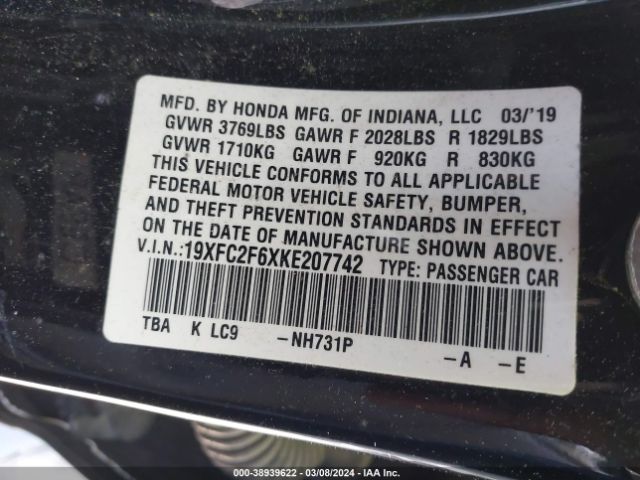 MFD. BY HONDA MFG. OF INDIANA, LLC 03/'19
GVWR 3769LBS GAWR F 2028LBS R 1829LBS
GVWR 1710KG GAWR F 920KG R 830KG
THIS VEHICLE CONFORMS TO ALL APPLICABLE
FEDERAL MOTOR VEHICLE SAFETY, BUMPER,
AND THEFT PREVENTION STANDARDS IN EFFECT
ON THE DATE OF MANUFACTURE SHOWN ABOVE.
V.I.N.:19XFC2F6XKE207742 TYPE: PASSENGER CAR
TBA K LC9 –NH731P –A –E
000-38939622 — 03/08/2024 — IAA Inc.